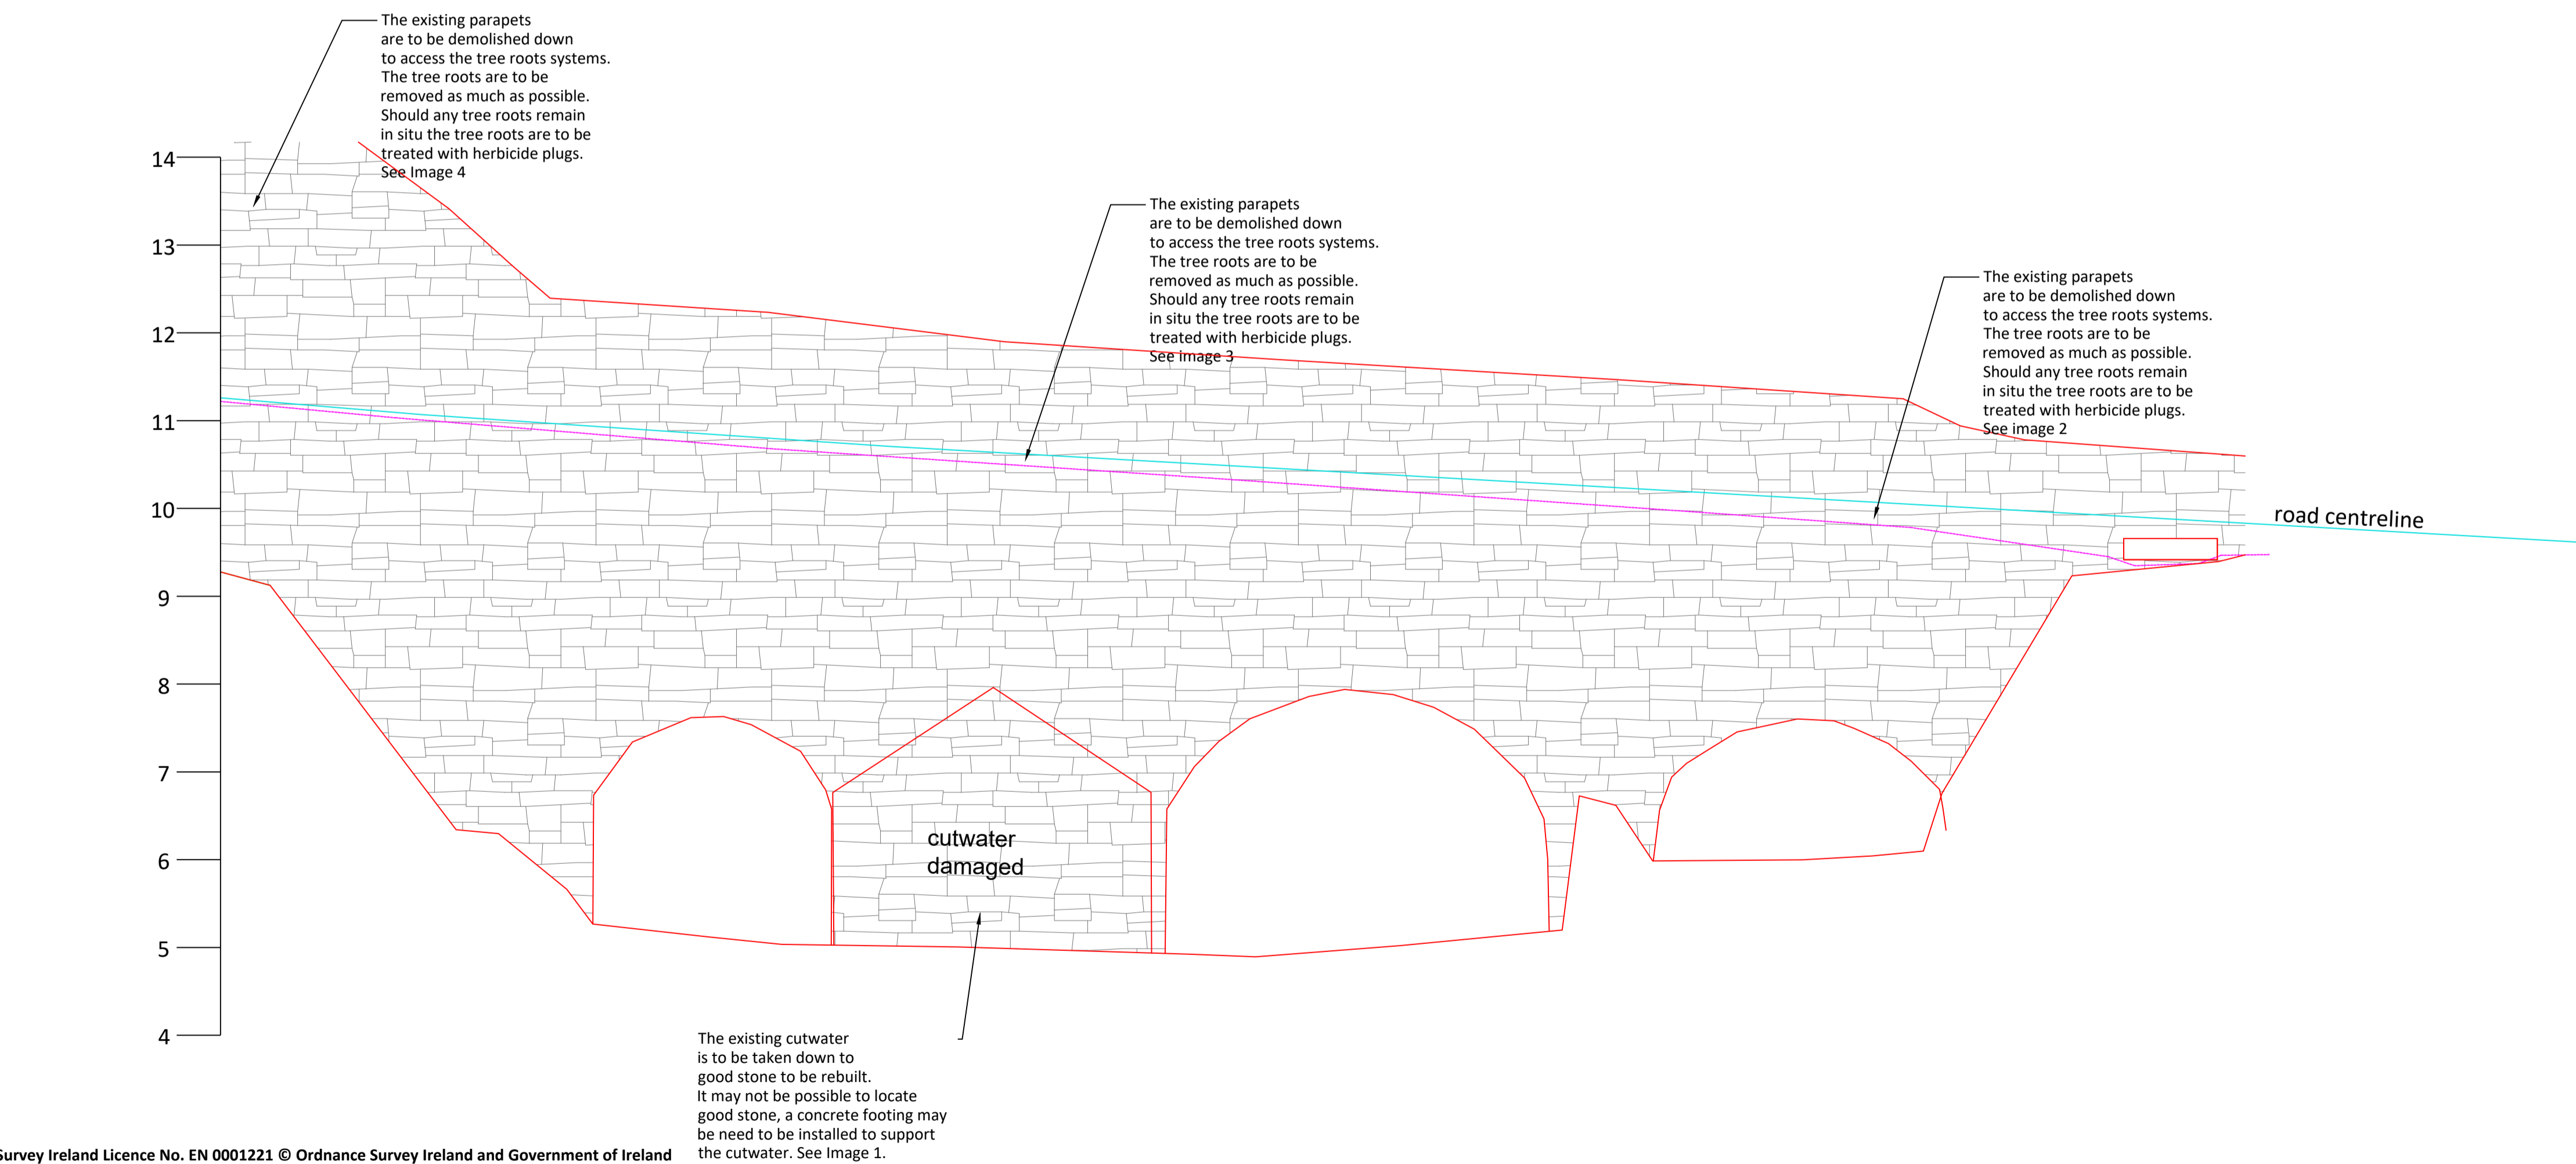 The existing parapets
are to be demolished down
to access the tree roots systems.
The tree roots are to be
removed as much as possible.
Should any tree roots remain
in situ the tree roots are to be
treated with herbicide plugs.
See Image 4
The existing parapets
are to be demolished down
to access the tree roots systems.
The tree roots are to be
removed as much as possible.
Should any tree roots remain
in situ the tree roots are to be
treated with herbicide plugs.
See image 3
The existing parapets
are to be demolished down
to access the tree roots systems.
The tree roots are to be
removed as much as possible.
Should any tree roots remain
in situ the tree roots are to be
treated with herbicide plugs.
See image 2
14
13
12
11
10
9
8
7
6
5
4
road centreline
cutwater
damaged
The existing cutwater
is to be taken down to
good stone to be rebuilt.
It may not be possible to locate
good stone, a concrete footing may
be need to be installed to support
the cutwater. See Image 1.
Survey Ireland Licence No. EN 0001221 © Ordnance Survey Ireland and Government of Ireland